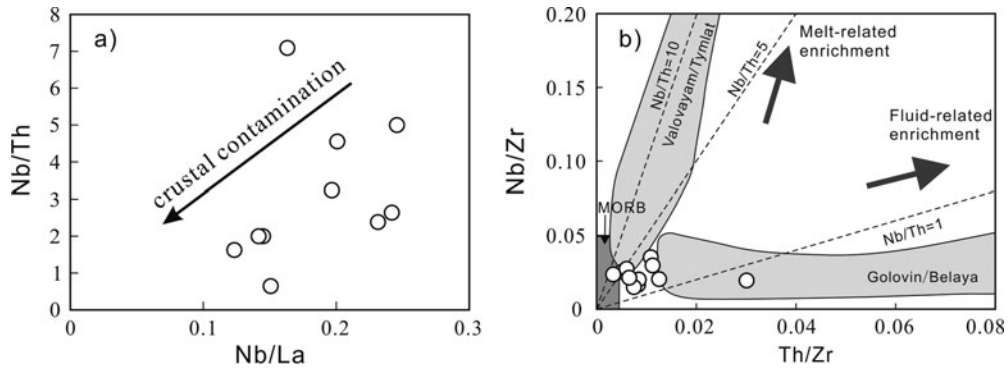 a)
8
7
6
5
4
3
2
1
0
Nb/Th
crustal contamination
0
0.1
0.2
0.3
Nb/La
b)
0.20
0.15
0.10
0.05
0.00
Nb/Zr
Nb/Th=10
Valovayam/Tymlat
Nb/Th=5
Melt-related
enrichment
Fluid-related
enrichment
MORB
Nb/Th=1
Golovin/Belaya
0
0.02
0.04
0.06
0.08
Th/Zr